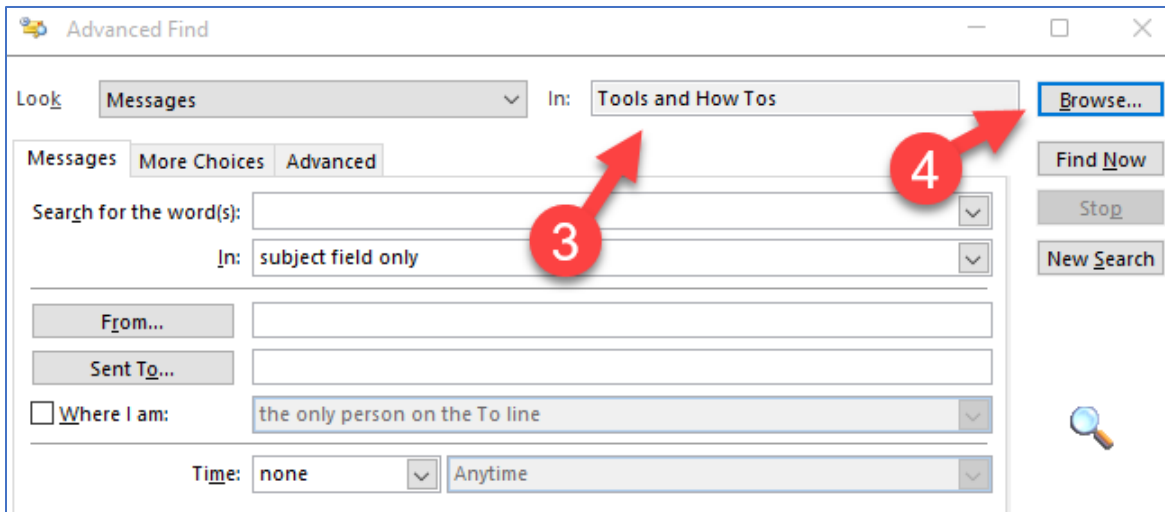 Advanced Find
Look Messages In: Tools and How Tos Browse...
Messages More Choices Advanced
Find Now
4
Search for the word(s):
Stop
3
In: subject field only
New Search
From...
Sent To...
Where I am: the only person on the To line
Time: none Anytime